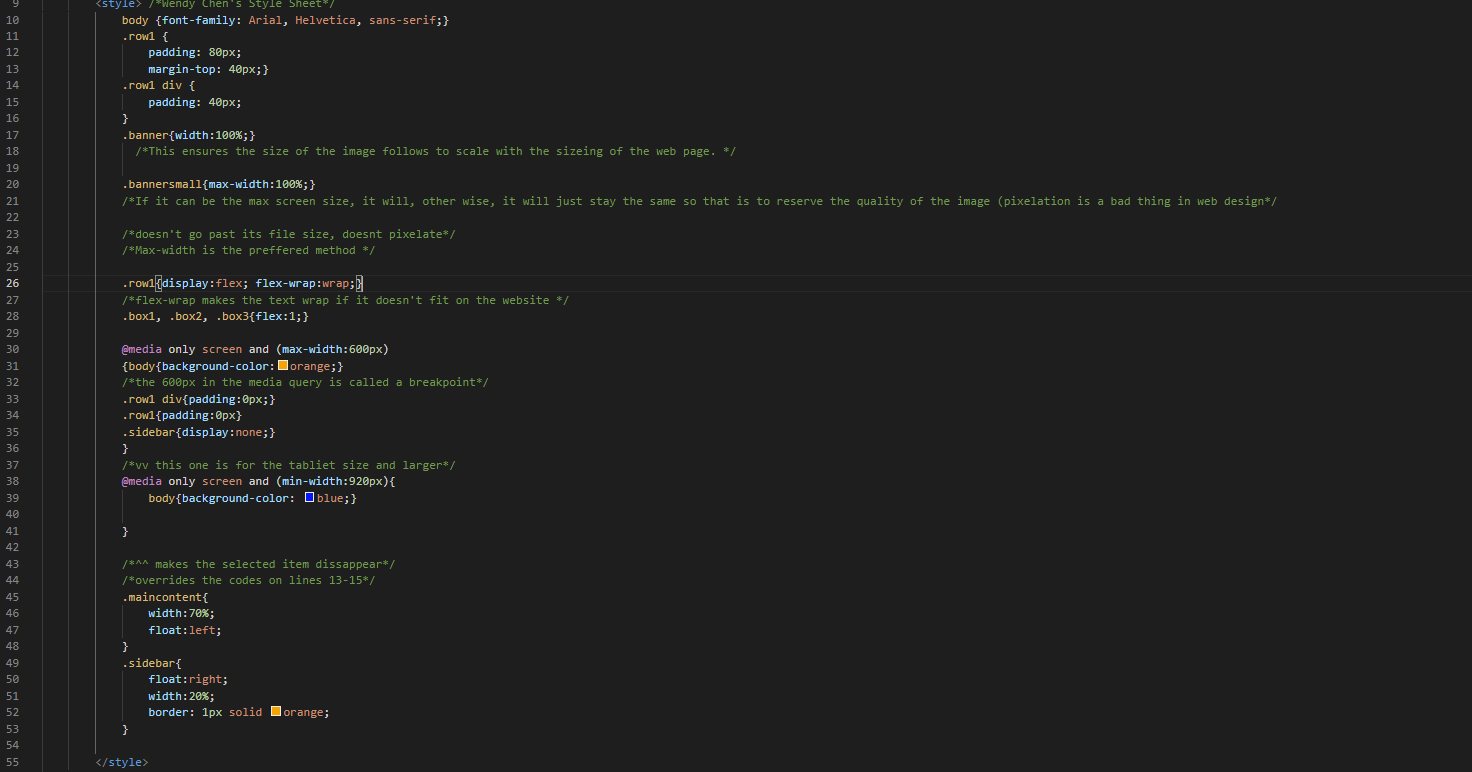 9 <style> /*Wendy Chen's Style Sheet*/
10 body {font-family: Arial, Helvetica, sans-serif;}
11 .row1 {
12 padding: 80px;
13 margin-top: 40px;}
14 .row1 div {
15 padding: 40px;
16 }
17 .banner{width:100%;}
18 /*This ensures the size of the image follows to scale with the sizeing of the web page. */
19
20 .bannersmall{max-width:100%;}
21 /*If it can be the max screen size, it will, other wise, it will just stay the same so that is to reserve the quality of the image (pixelation is a bad thing in web design*/
22
23 /*doesn't go past its file size, doesnt pixelate*/
24 /*Max-width is the preffered method */
25
26 .row1{display:flex; flex-wrap:wrap;}
27 /*flex-wrap makes the text wrap if it doesn't fit on the website */
28 .box1, .box2, .box3{flex:1;}
29
30 @media only screen and (max-width:600px)
31 {body{background-color:orange;}
32 /*the 600px in the media query is called a breakpoint*/
33 .row1 div{padding:0px;}
34 .row1{padding:0px}
35 .sidebar{display:none;}
36 }
37 /*vv this one is for the tabliet size and larger*/
38 @media only screen and (min-width:920px){
39 body{background-color: blue;}
40
41 }
42
43 /*^^ makes the selected item dissappear*/
44 /*overrides the codes on lines 13-15*/
45 .maincontent{
46 width:70%;
47 float:left;
48 }
49 .sidebar{
50 float:right;
51 width:20%;
52 border: 1px solid orange;
53 }
54
55 </style>